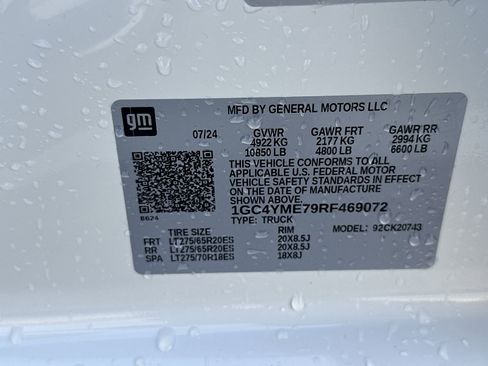 gm
MFD BY GENERAL MOTORS LLC
07/24 GVWR GAWR FRT GAWR RR
4922 KG 2177 KG 2994 KG
10850 LB 4800 LB 6600 LB
THIS VEHICLE CONFORMS TO ALL
APPLICABLE U.S. FEDERAL MOTOR
VEHICLE SAFETY STANDARDS IN EFFECT
ON THE DATE OF MANUFACTURE SHOWN ABOVE.
1GC4YME79RF469072
B624 TYPE: TRUCK MODEL: 92CK20743
TIRE SIZE RIM
FRT LT275/65R20ES 20X8.5J
RR LT275/65R20ES 20X8.5J
SPA LT275/70R18ES 18X8J